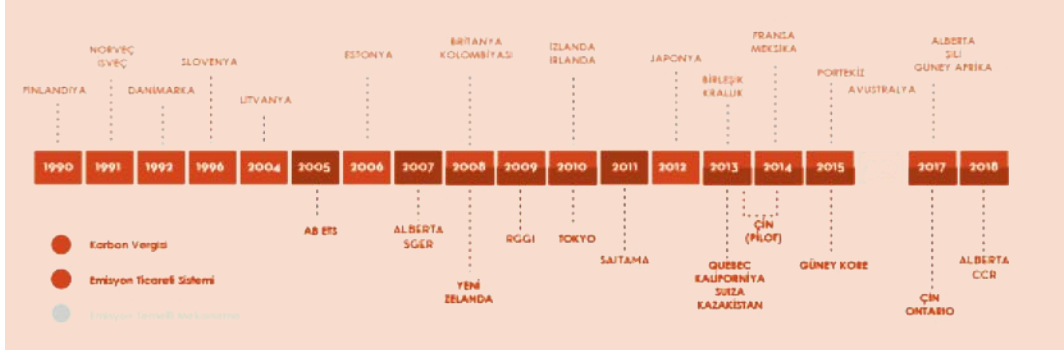 FİNLANDİYA
NORVEÇ
İSVEÇ
DANİMARKA
SLOVENYA
LİTVANYA
ESTONYA
BRİTANYA
KOLOMBİYASI
İZLANDA
İRLANDA
JAPONYA
BİRLEŞİK
KRALLIK
FRANSA
MEKSİKA
PORTEKİZ
AVUSTRALYA
ALBERTA
ŞİLİ
GÜNEY AFRİKA
1990 1991 1992 1996 2004 2005 2006 2007 2008 2009 2010 2011 2012 2013 2014 2015 2017 2018
AB ETS
ALBERTA
SGER
YENİ
ZELANDA
RGGI
TOKYO
SAITAMA
ÇİN
(PİLOT)
QUEBEC
KALİFORNİYA
KAZAKİSTAN
GÜNEY KORE
ÇİN
ONTARIO
ALBERTA
CCR
Karbon Vergisi
Emisyon Ticareti Sistemi